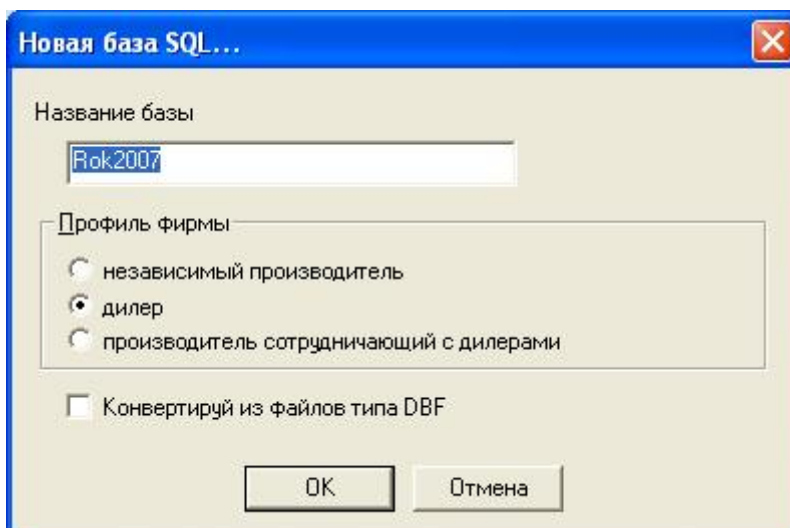 Новая база SQL...
Название базы
Rok2007
Профиль фирмы
независимый производитель
дилер
производитель сотрудничающий с дилерами
Конвертируй из файлов типа DBF
OK
Отмена